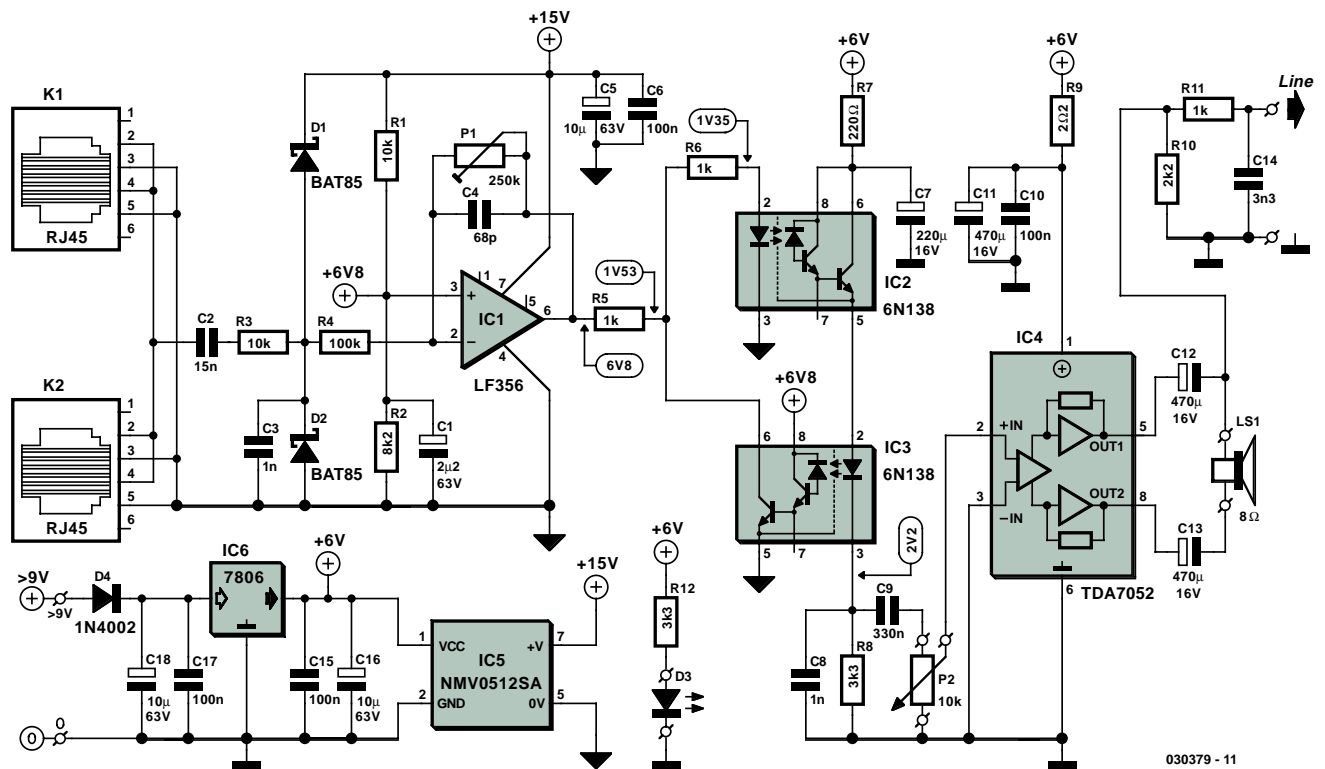 +15V
K1
1
2
3
4
5
6
RJ45
K2
1
2
3
4
5
6
RJ45
C2
15n
R3
10k
D1
BAT85
R1
10k
P1
250k
C4
68p
C5
10µ
63V
C6
100n
+6V8
R4
100k
3
2
+
−
1
7
5
6
4
IC1
LF356
C3
1n
D2
BAT85
R2
8k2
C1
2µ2
63V
6V8
R5
1k
1V53
R6
1k
1V35
+6V
R7
220Ω
C7
220µ
16V
2
8
6
3
7
5
IC2
6N138
+6V8
6
8
2
5
7
3
IC3
6N138
2V2
+6V
R9
2Ω2
C11
470µ
16V
C10
100n
R11
1k
Line
R10
2k2
C14
3n3
IC4
1
2
+IN
3
−IN
OUT1
5
OUT2
8
6
TDA7052
C12
470µ
16V
C13
470µ
16V
LS1
8Ω
>9V
>9V
D4
1N4002
IC6
7806
+6V
C18
10µ
63V
C17
100n
C15
100n
C16
10µ
63V
0
0
1
VCC
+V
7
IC5
NMV0512SA
2
GND
0V
5
+15V
+6V
R12
3k3
D3
C8
1n
R8
3k3
C9
330n
P2
10k
030379 - 11